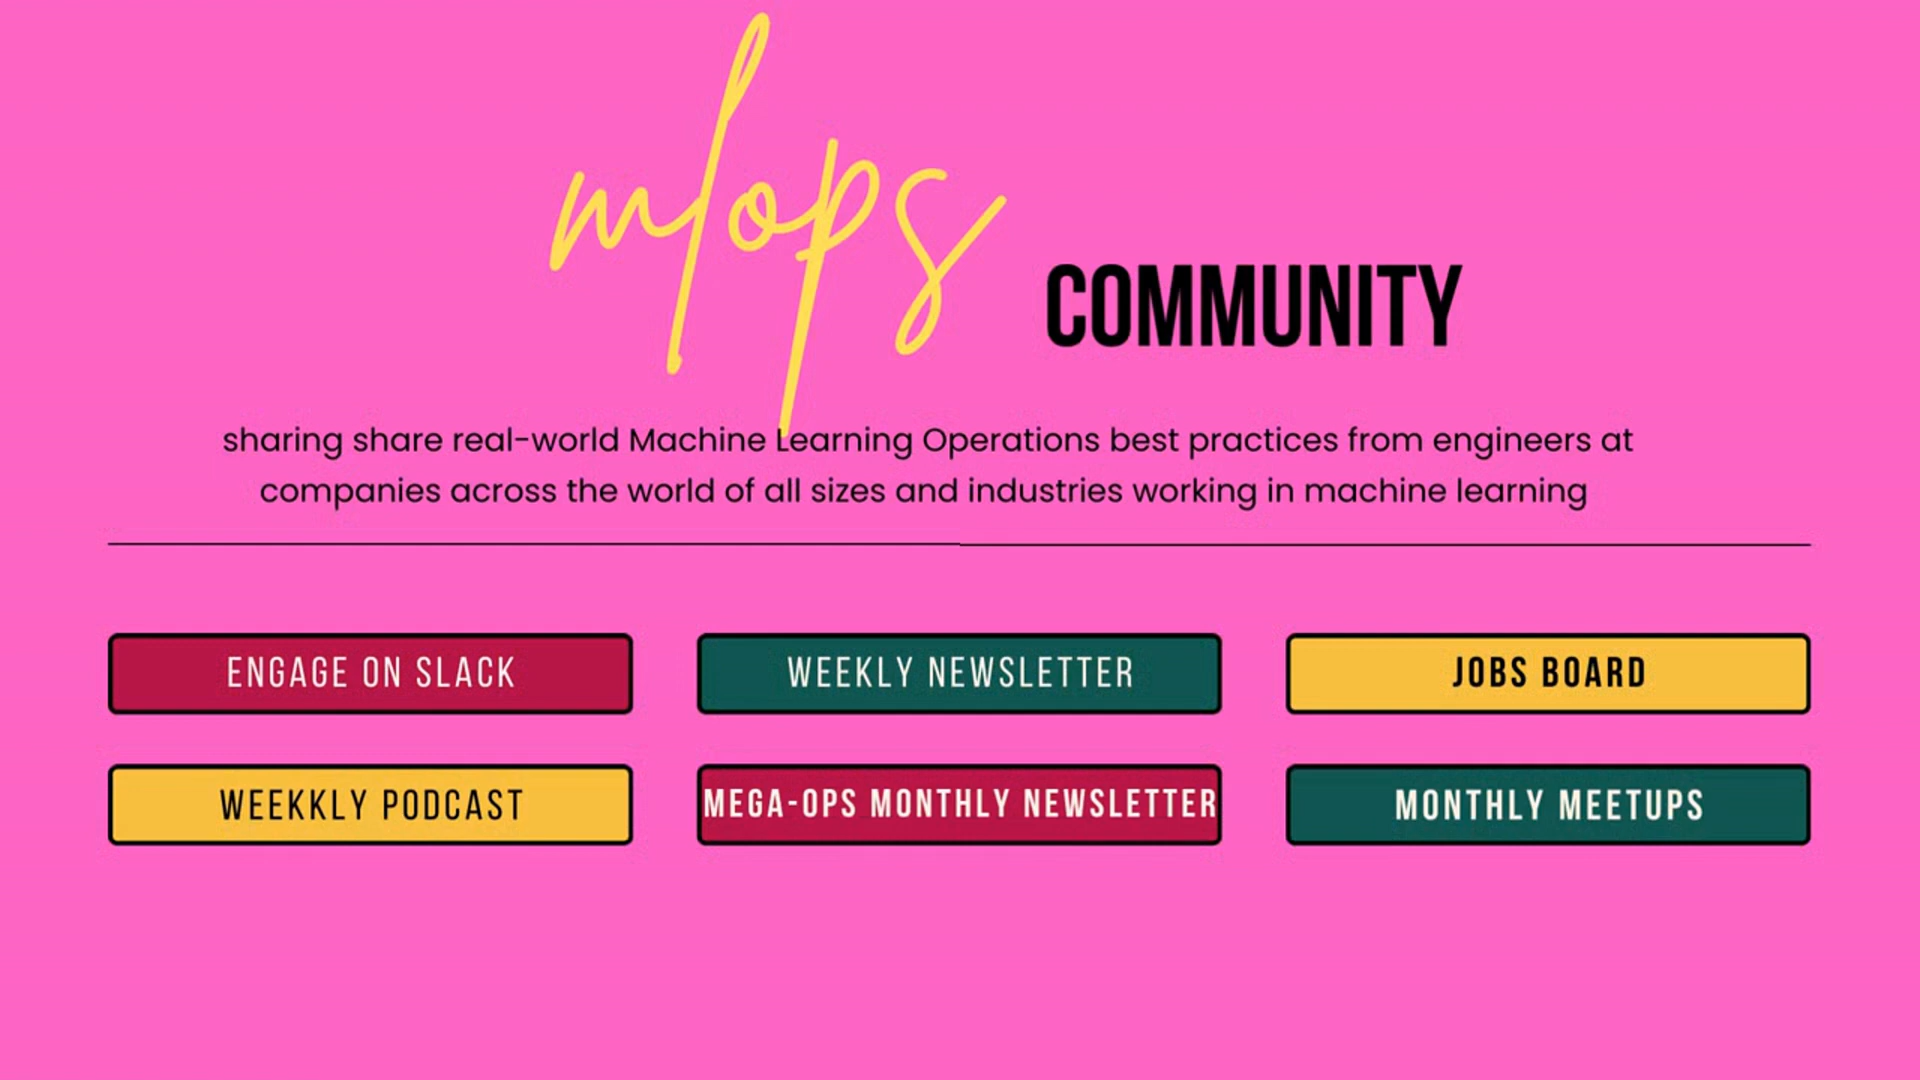 mlops
COMMUNITY
sharing share real-world Machine Learning Operations best practices from engineers at
companies across the world of all sizes and industries working in machine learning
ENGAGE ON SLACK
WEEKLY NEWSLETTER
JOBS BOARD
WEEKKLY PODCAST
MEGA-OPS MONTHLY NEWSLETTER
MONTHLY MEETUPS